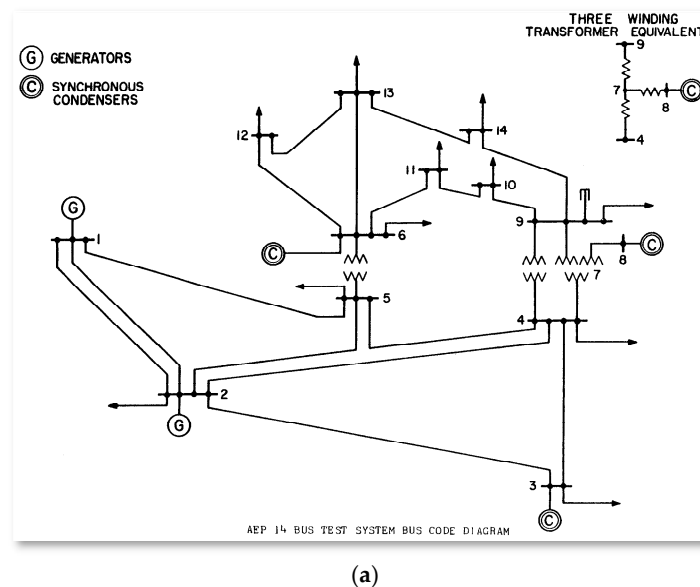 THREE WINDING
TRANSFORMER EQUIVALENT
9
7
C
8
4
G GENERATORS
C SYNCHRONOUS
CONDENSERS
13
12
14
11
10
9
G
1
6
C
8
C
7
5
4
2
G
3
C
AEP 14 BUS TEST SYSTEM BUS CODE DIAGRAM
(a)